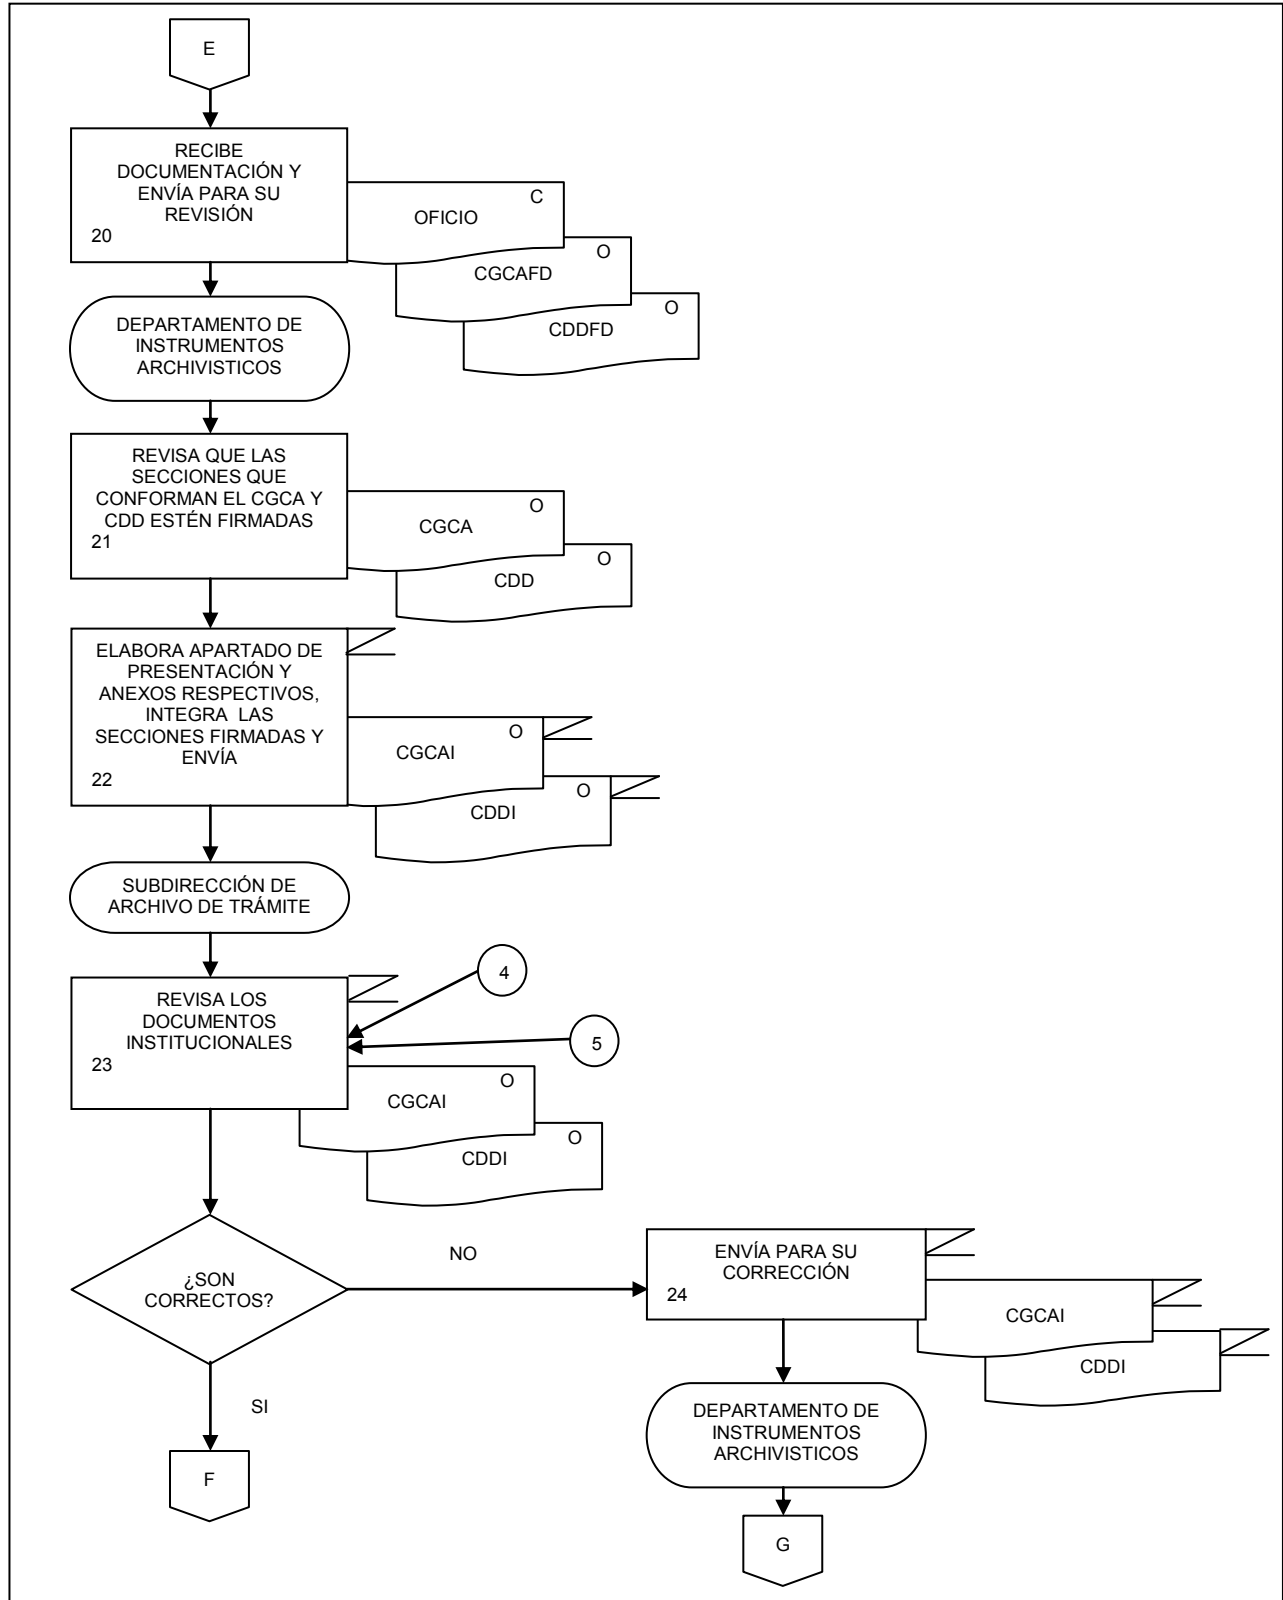 E
RECIBE
DOCUMENTACIÓN Y
ENVÍA PARA SU
REVISIÓN
20
C
OFICIO
O
CGCAFD
O
CDDFD
DEPARTAMENTO DE
INSTRUMENTOS
ARCHIVISTICOS
REVISA QUE LAS
SECCIONES QUE
CONFORMAN EL CGCA Y
CDD ESTÉN FIRMADAS
21
O
CGCA
O
CDD
ELABORA APARTADO DE
PRESENTACIÓN Y
ANEXOS RESPECTIVOS,
INTEGRA LAS
SECCIONES FIRMADAS Y
ENVÍA
22
O
CGCAI
O
CDDI
SUBDIRECCIÓN DE
ARCHIVO DE TRÁMITE
REVISA LOS
DOCUMENTOS
INSTITUCIONALES
23
4
5
O
CGCAI
O
CDDI
¿SON
CORRECTOS?
NO
ENVÍA PARA SU
CORRECCIÓN
24
CGCAI
CDDI
SI
DEPARTAMENTO DE
INSTRUMENTOS
ARCHIVISTICOS
F
G